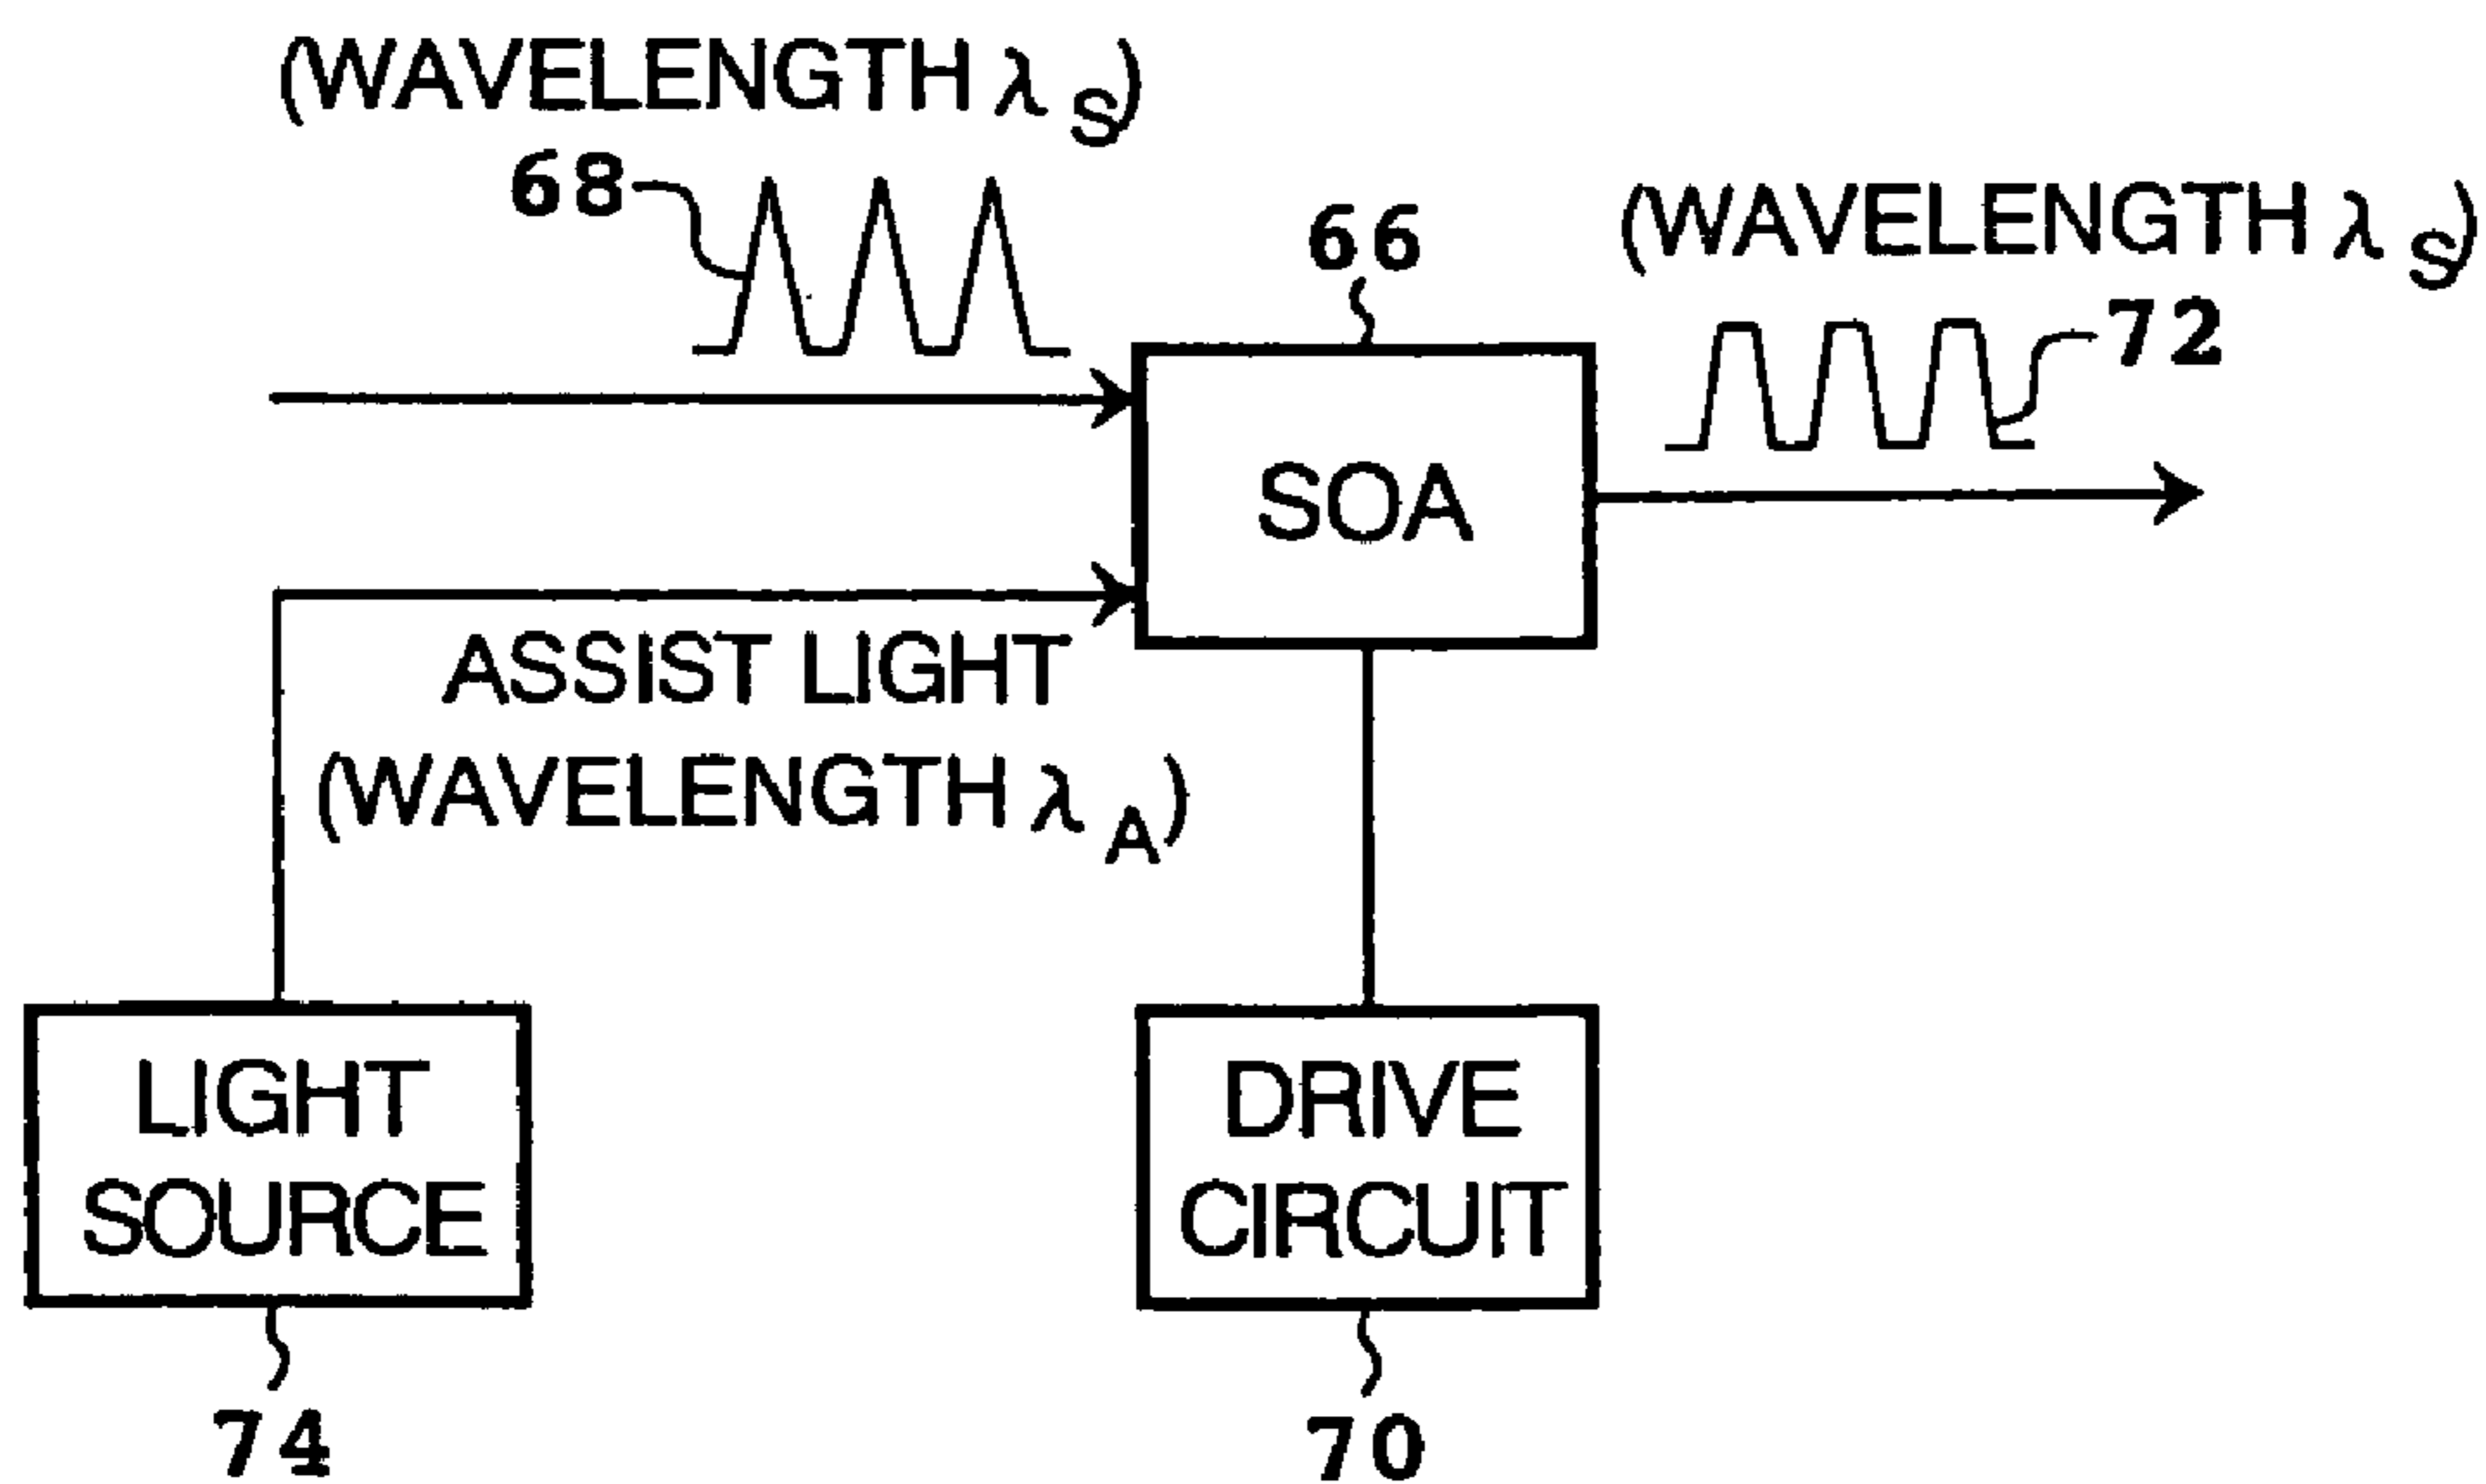 (WAVELENGTH λS)
68
66
(WAVELENGTH λS)
72
SOA
ASSIST LIGHT
(WAVELENGTH λA)
LIGHT
SOURCE
DRIVE
CIRCUIT
74
70